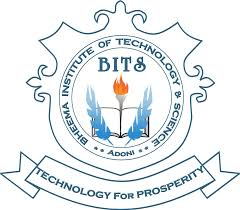 BHEEMA INSTITUTE OF TECHNOLOGY & SCIENCE
BITS
** ADONI **
TECHNOLOGY FOR PROSPERITY